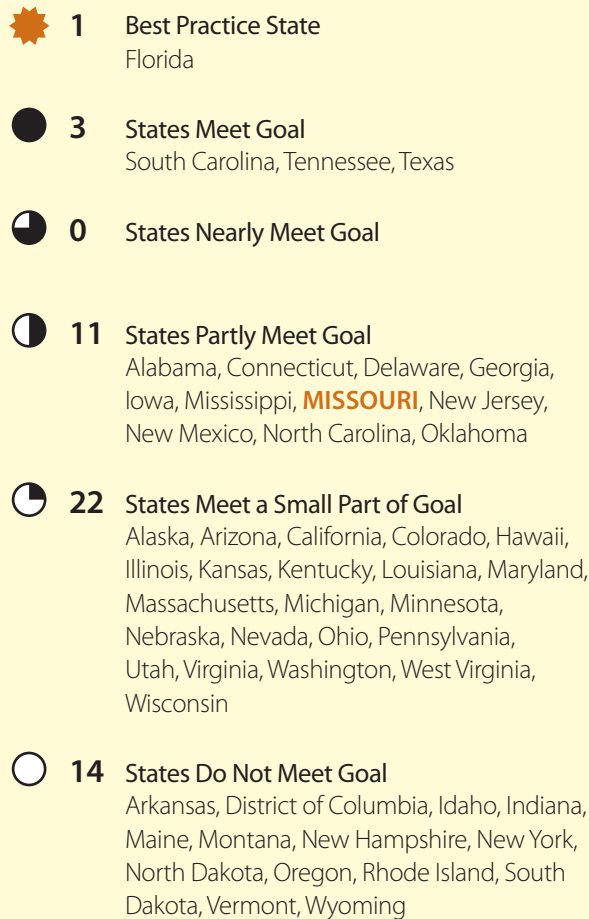 1 Best Practice State
Florida
3 States Meet Goal
South Carolina, Tennessee, Texas
0 States Nearly Meet Goal
11 States Partly Meet Goal
Alabama, Connecticut, Delaware, Georgia,
Iowa, Mississippi, MISSOURI, New Jersey,
New Mexico, North Carolina, Oklahoma
22 States Meet a Small Part of Goal
Alaska, Arizona, California, Colorado, Hawaii,
Illinois, Kansas, Kentucky, Louisiana, Maryland,
Massachusetts, Michigan, Minnesota,
Nebraska, Nevada, Ohio, Pennsylvania,
Utah, Virginia, Washington, West Virginia,
Wisconsin
14 States Do Not Meet Goal
Arkansas, District of Columbia, Idaho, Indiana,
Maine, Montana, New Hampshire, New York,
North Dakota, Oregon, Rhode Island, South
Dakota, Vermont, Wyoming